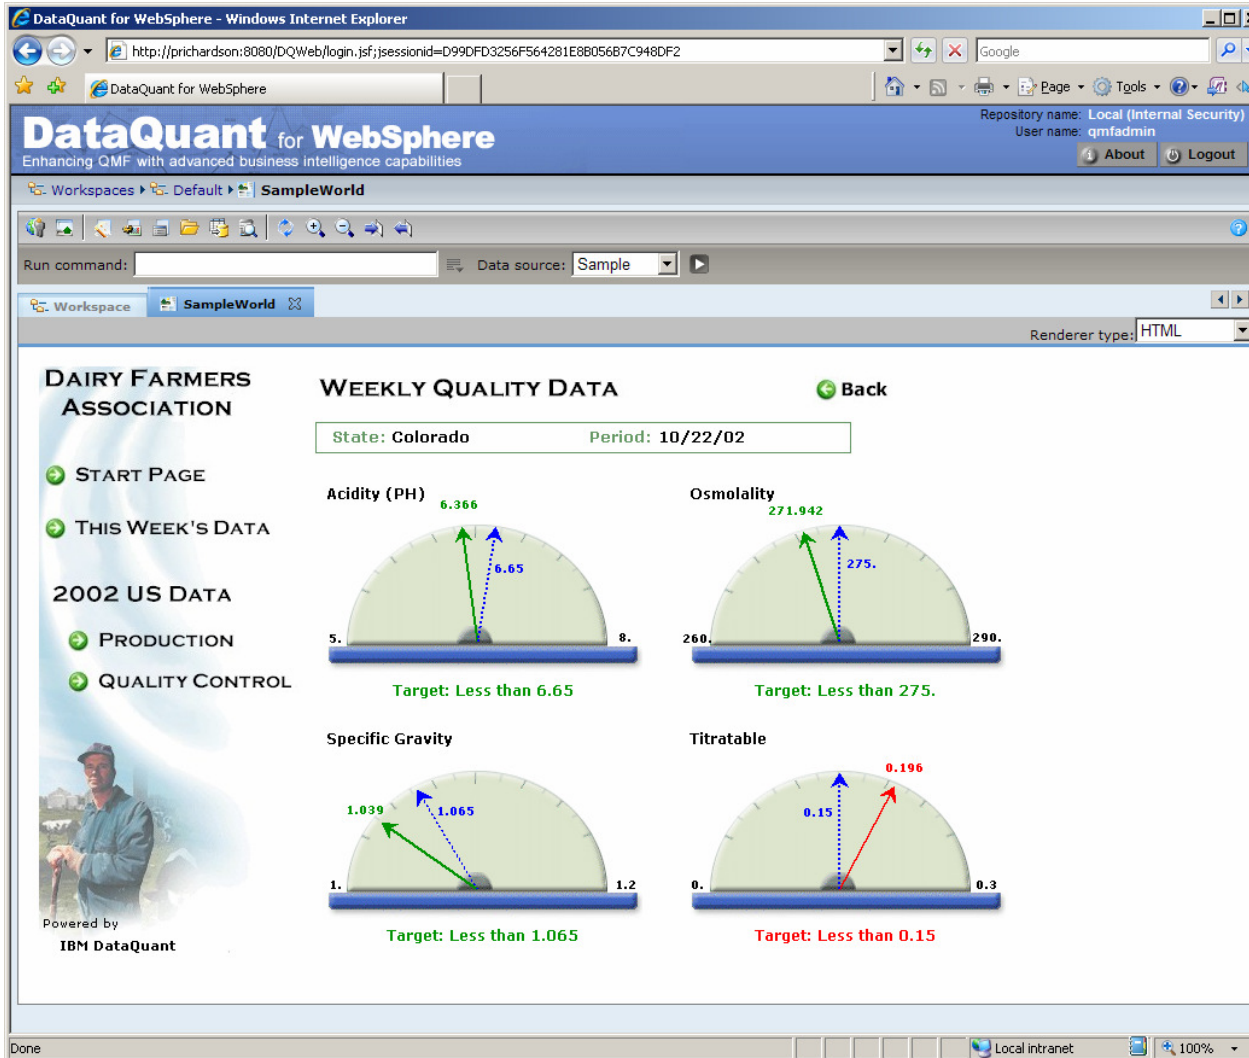 DataQuant for WebSphere - Windows Internet Explorer
http://prichardson:8080/DQWeb/login.jsf;jsessionid=D99DFD3256F564281E8B056B7C948DF2
Google
DataQuant for WebSphere
Page
Tools
DataQuant for WebSphere
Enhancing QMF with advanced business intelligence capabilities
Repository name: Local (Internal Security)
User name: qmfadmin
About
Logout
Workspaces Default SampleWorld
Run command:
Data source: Sample
Workspace
SampleWorld
Renderer type: HTML
DAIRY FARMERS
ASSOCIATION
START PAGE
THIS WEEK'S DATA
2002 US DATA
PRODUCTION
QUALITY CONTROL
Powered by
IBM DataQuant
WEEKLY QUALITY DATA
Back
State: Colorado Period: 10/22/02
Acidity (PH)
6.366
6.65
5.
8.
Target: Less than 6.65
Osmolality
271.942
275.
260.
290.
Target: Less than 275.
Specific Gravity
1.039
1.065
1.
1.2
Target: Less than 1.065
Titratable
0.196
0.15
0.
0.3
Target: Less than 0.15
Done
Local intranet
100%